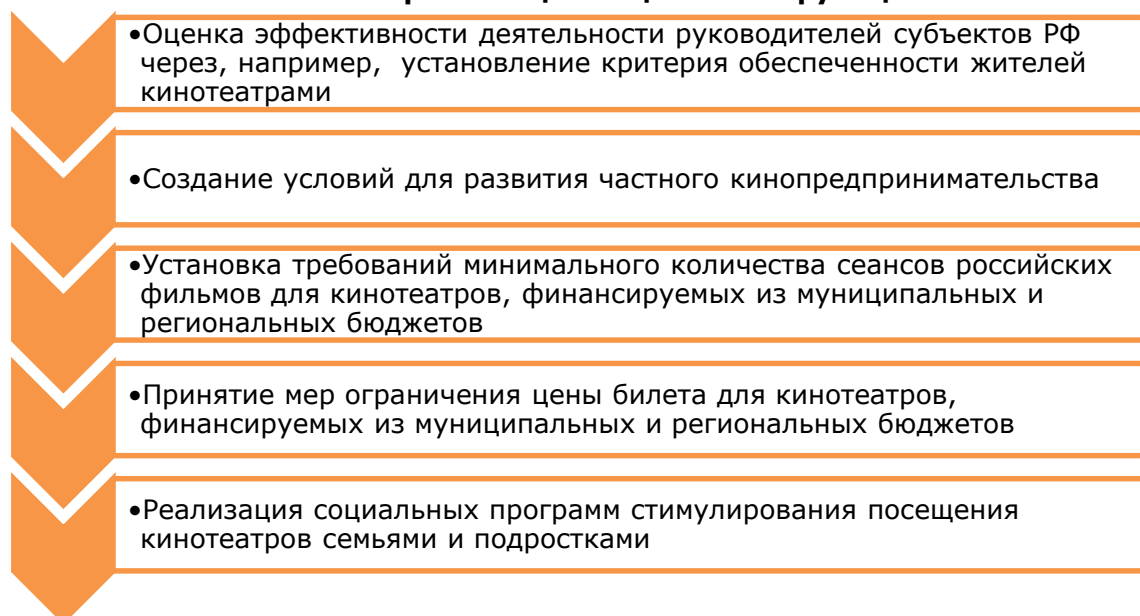 •Оценка эффективности деятельности руководителей субъектов РФ
через, например, установление критерия обеспеченности жителей
кинотеатрами
•Создание условий для развития частного кинопредпринимательства
•Установка требований минимального количества сеансов российских
фильмов для кинотеатров, финансируемых из муниципальных и
региональных бюджетов
•Принятие мер ограничения цены билета для кинотеатров,
финансируемых из муниципальных и региональных бюджетов
•Реализация социальных программ стимулирования посещения
кинотеатров семьями и подростками